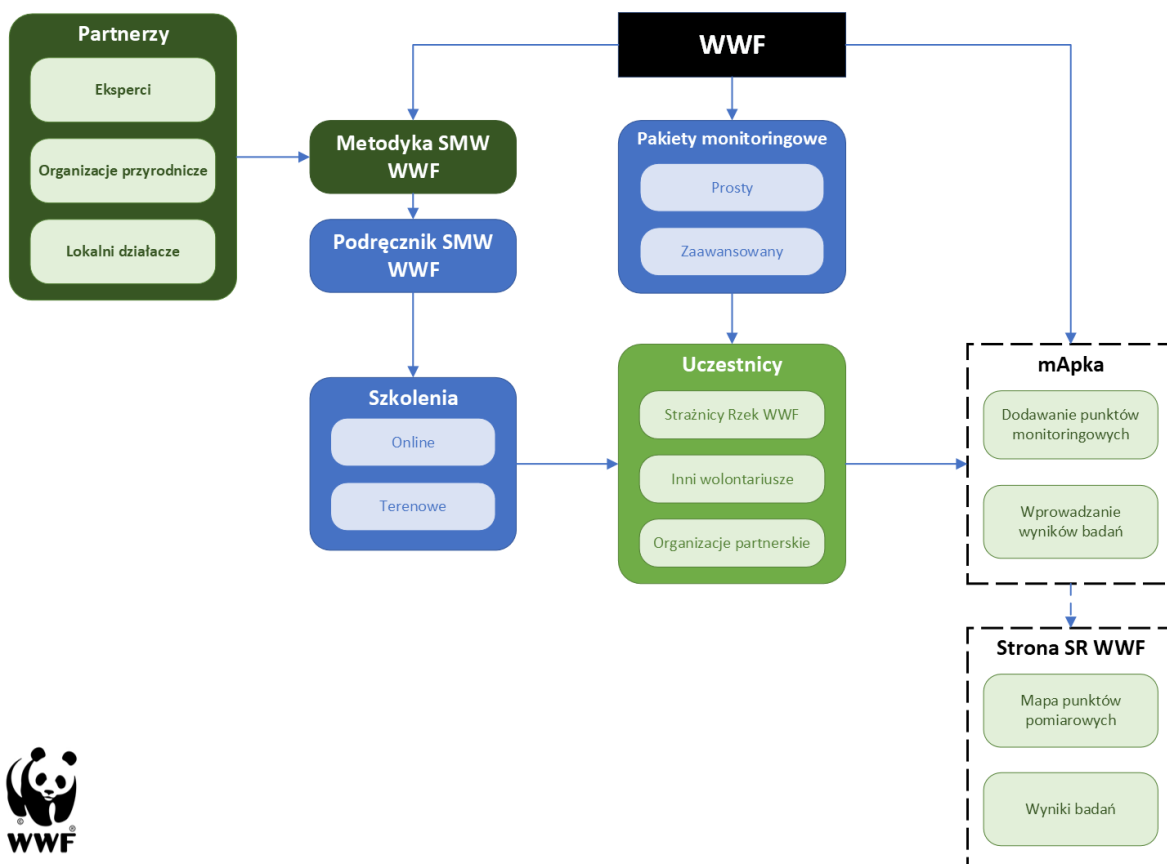 Partnerzy
Eksperci
Organizacje przyrodnicze
Lokalni działacze
WWF
Metodyka SMW
WWF
Podręcznik SMW
WWF
Szkolenia
Online
Terenowe
Pakiety monitoringowe
Prosty
Zaawansowany
Uczestnicy
Strażnicy Rzek WWF
Inni wolontariusze
Organizacje partnerskie
mApka
Dodawanie punktów
monitoringowych
Wprowadzanie
wyników badań
Strona SR WWF
Mapa punktów
pomiarowych
Wyniki badań
©
®
WWF